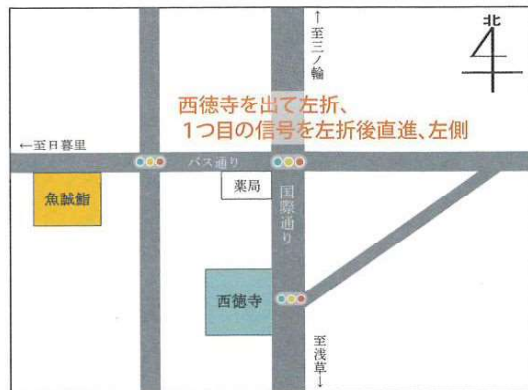 北
↑至三ノ輪
西徳寺を出て左折、
1つ目の信号を左折後直進、左側
←至日暮里
バス通り
薬局
国際通り
魚誠鮨
西徳寺
至浅草↓